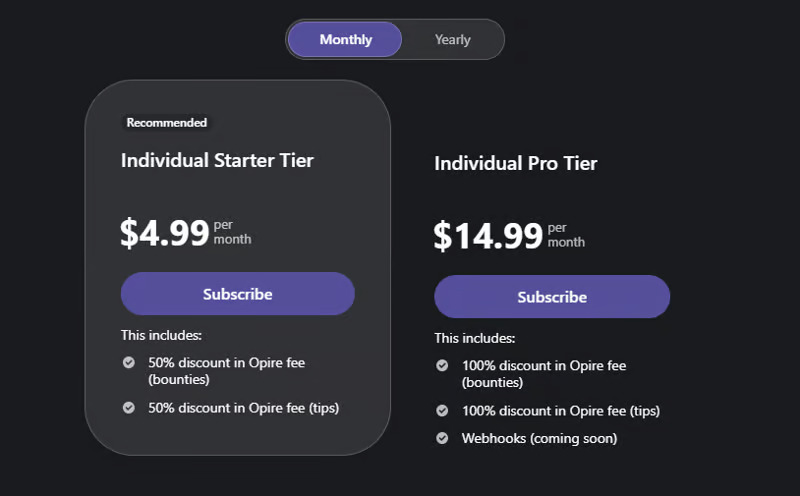 Monthly
Yearly
Recommended
Individual Starter Tier
$4.99 per
month
Subscribe
This includes:
50% discount in Opire fee
(bounties)
50% discount in Opire fee (tips)
Individual Pro Tier
$14.99 per
month
Subscribe
This includes:
100% discount in Opire fee
(bounties)
100% discount in Opire fee (tips)
Webhooks (coming soon)